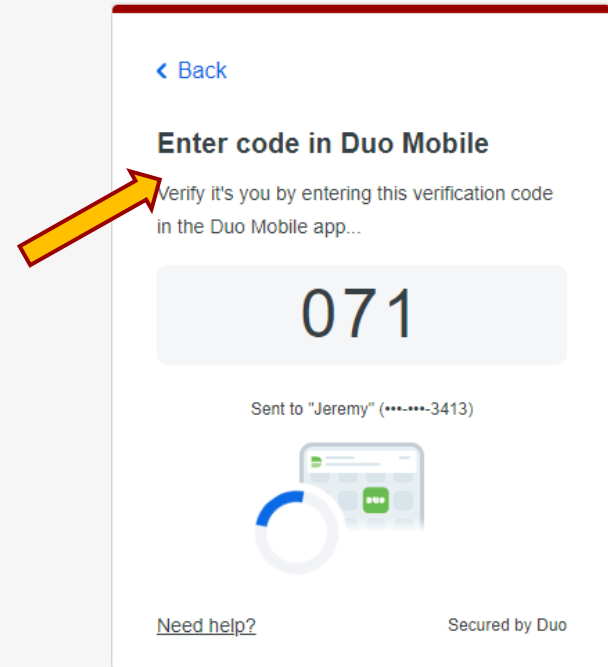 Back
Enter code in Duo Mobile
Verify it's you by entering this verification code
in the Duo Mobile app...
071
Sent to "Jeremy" (•••-•••-3413)
DUO
Need help?
Secured by Duo